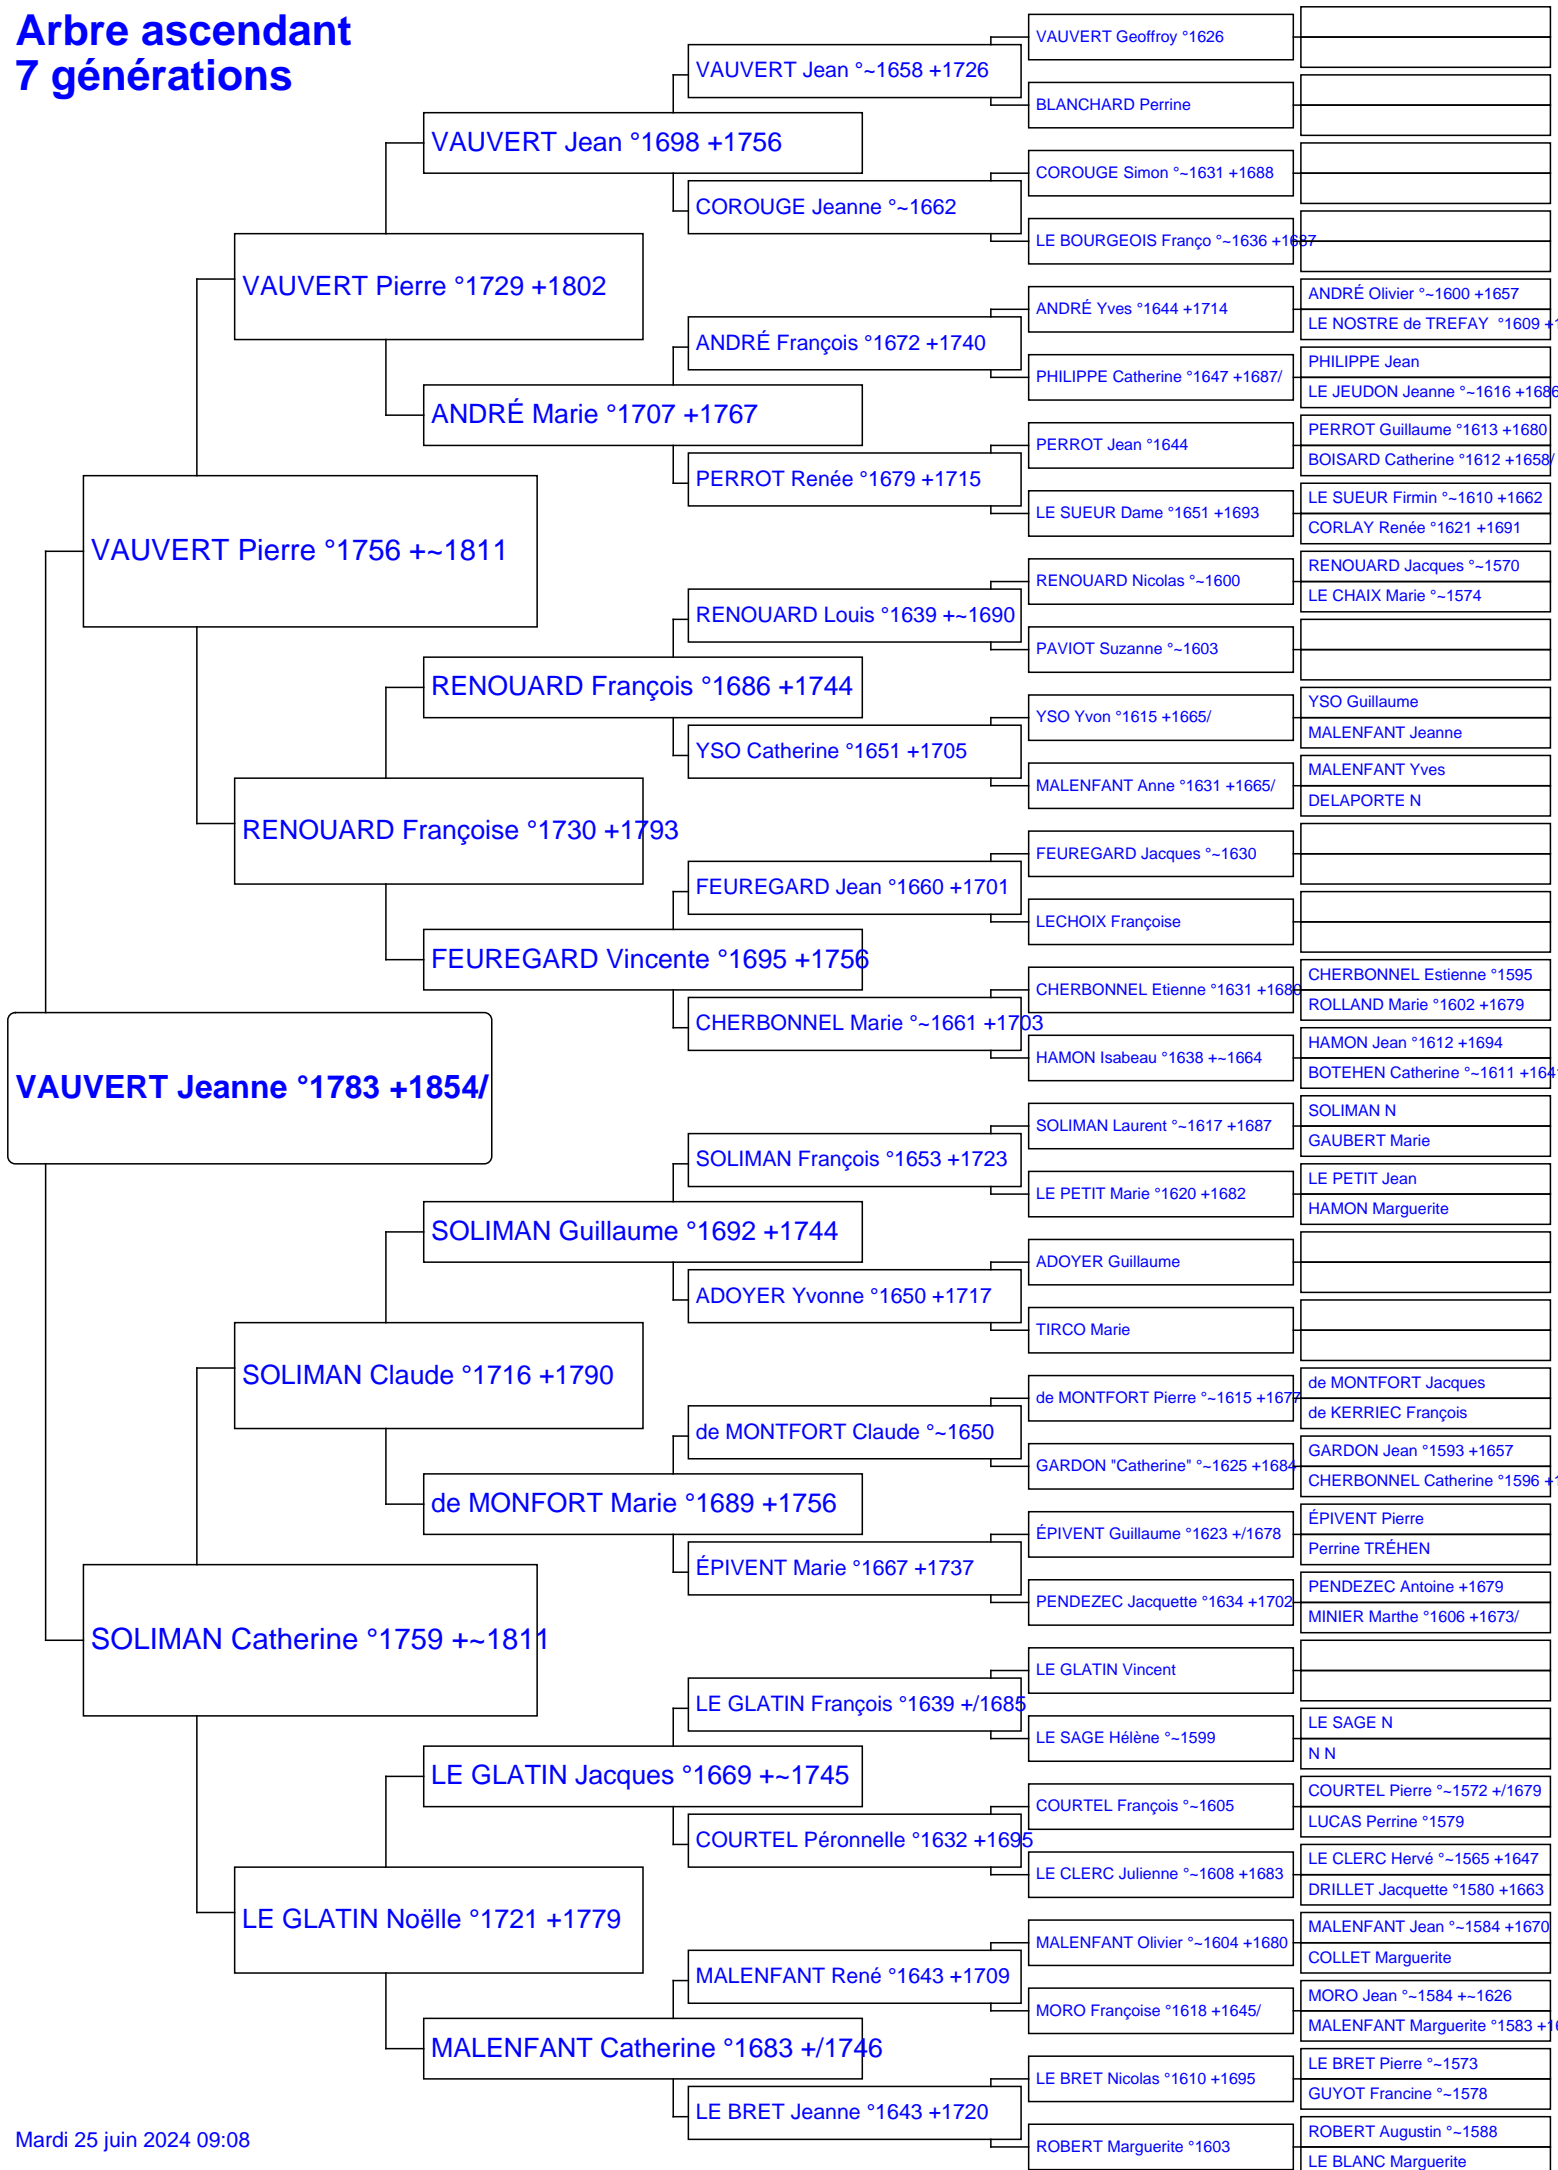 Arbre ascendant
7 générations
VAUVERT Jeanne °1783 +1854/
VAUVERT Pierre °1756 +~1811
SOLIMAN Catherine °1759 +~1811
VAUVERT Pierre °1729 +1802
RENOUARD Françoise °1730 +1793
SOLIMAN Claude °1716 +1790
LE GLATIN Noëlle °1721 +1779
VAUVERT Jean °1698 +1756
ANDRÉ Marie °1707 +1767
RENOUARD François °1686 +1744
FEUREGARD Vincente °1695 +1756
SOLIMAN Guillaume °1692 +1744
de MONFORT Marie °1689 +1756
LE GLATIN Jacques °1669 +~1745
MALENFANT Catherine °1683 +/1746
VAUVERT Jean °~1658 +1726
COROUGE Jeanne °~1662
ANDRÉ François °1672 +1740
PERROT Renée °1679 +1715
RENOUARD Louis °1639 +~1690
YSO Catherine °1651 +1705
FEUREGARD Jean °1660 +1701
CHERBONNEL Marie °~1661 +1703
SOLIMAN François °1653 +1723
ADOYER Yvonne °1650 +1717
de MONTFORT Claude °~1650
ÉPIVENT Marie °1667 +1737
LE GLATIN François °1639 +/1685
COURTEL Péronnelle °1632 +1695
MALENFANT René °1643 +1709
LE BRET Jeanne °1643 +1720
VAUVERT Geoffroy °1626
BLANCHARD Perrine
COROUGE Simon °~1631 +1688
LE BOURGEOIS Franço °~1636 +1687
ANDRÉ Yves °1644 +1714
PHILIPPE Catherine °1647 +1687/
PERROT Jean °1644
LE SUEUR Dame °1651 +1693
RENOUARD Nicolas °~1600
PAVIOT Suzanne °~1603
YSO Yvon °1615 +1665/
MALENFANT Anne °1631 +1665/
FEUREGARD Jacques °~1630
LECHOIX Françoise
CHERBONNEL Etienne °1631 +1680
HAMON Isabeau °1638 +~1664
SOLIMAN Laurent °~1617 +1687
LE PETIT Marie °1620 +1682
ADOYER Guillaume
TIRCO Marie
de MONTFORT Pierre °~1615 +1677
GARDON "Catherine" °~1625 +1684
ÉPIVENT Guillaume °1623 +/1678
PENDEZEC Jacquette °1634 +1702
LE GLATIN Vincent
LE SAGE Hélène °~1599
COURTEL François °~1605
LE CLERC Julienne °~1608 +1683
MALENFANT Olivier °~1604 +1680
MORO Françoise °1618 +1645/
LE BRET Nicolas °1610 +1695
ROBERT Marguerite °1603
ANDRÉ Olivier °~1600 +1657
LE NOSTRE de TREFAY °1609 +1
PHILIPPE Jean
LE JEUDON Jeanne °~1616 +1686
PERROT Guillaume °1613 +1680
BOISARD Catherine °1612 +1658/
LE SUEUR Firmin °~1610 +1662
CORLAY Renée °1621 +1691
RENOUARD Jacques °~1570
LE CHAIX Marie °~1574
YSO Guillaume
MALENFANT Jeanne
MALENFANT Yves
DELAPORTE N
CHERBONNEL Estienne °1595
ROLLAND Marie °1602 +1679
HAMON Jean °1612 +1694
BOTEHEN Catherine °~1611 +1641
SOLIMAN N
GAUBERT Marie
LE PETIT Jean
HAMON Marguerite
de MONTFORT Jacques
de KERRIEC François
GARDON Jean °1593 +1657
CHERBONNEL Catherine °1596 +1
ÉPIVENT Pierre
Perrine TRÉHEN
PENDEZEC Antoine +1679
MINIER Marthe °1606 +1673/
LE SAGE N
N N
COURTEL Pierre °~1572 +/1679
LUCAS Perrine °1579
LE CLERC Hervé °~1565 +1647
DRILLET Jacquette °1580 +1663
MALENFANT Jean °~1584 +1670
COLLET Marguerite
MORO Jean °~1584 +~1626
MALENFANT Marguerite °1583 +16
LE BRET Pierre °~1573
GUYOT Francine °~1578
ROBERT Augustin °~1588
LE BLANC Marguerite
Mardi 25 juin 2024 09:08